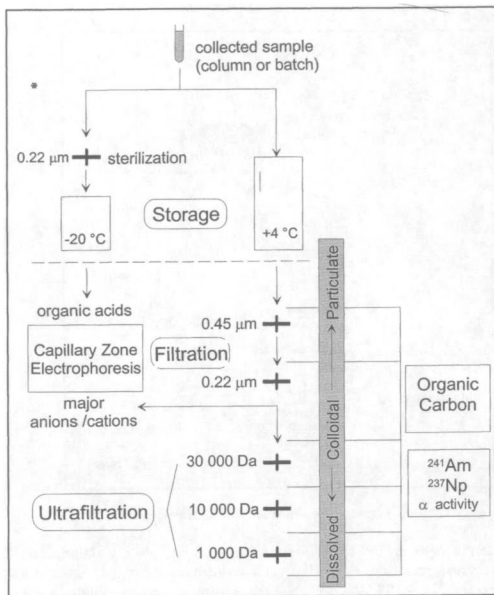 collected sample
(column or batch)
0.22 µm
sterilization
-20 °C
Storage
+4 °C
organic acids
Capillary Zone
Electrophoresis
major
anions /cations
Filtration
0.45 µm
0.22 µm
Ultrafiltration
30 000 Da
10 000 Da
1 000 Da
Particulate
Colloidal
Dissolved
Organic
Carbon
²⁴¹Am
²³⁷Np
α activity